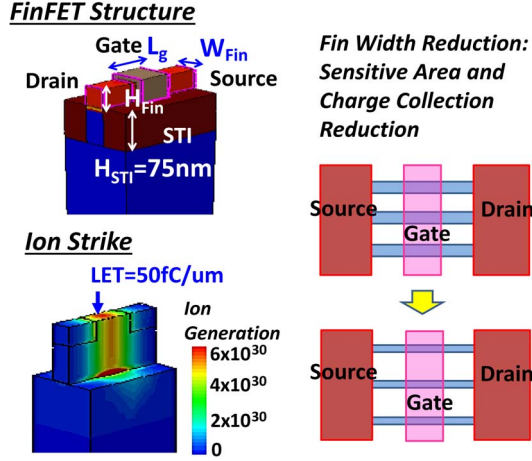 FinFET Structure
Gate
Lg
WFin
Drain
Source
HFin
STI
HSTI=75nm
Ion Strike
LET=50fC/um
Ion
Generation
6x10^30
4x10^30
2x10^30
0
Fin Width Reduction:
Sensitive Area and
Charge Collection
Reduction
Source
Drain
Gate
Source
Drain
Gate